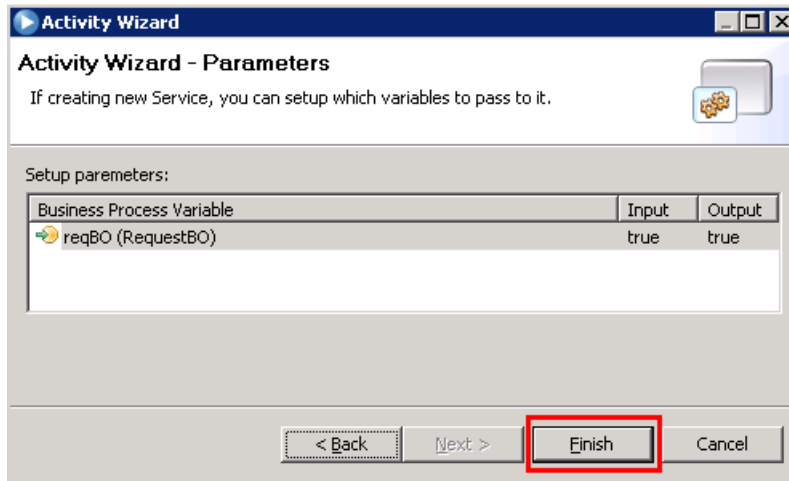 Activity Wizard
Activity Wizard - Parameters
If creating new Service, you can setup which variables to pass to it.
Setup paremeters:
Business Process Variable Input Output
reqBO (RequestBO) true true
< Back Next > Finish Cancel